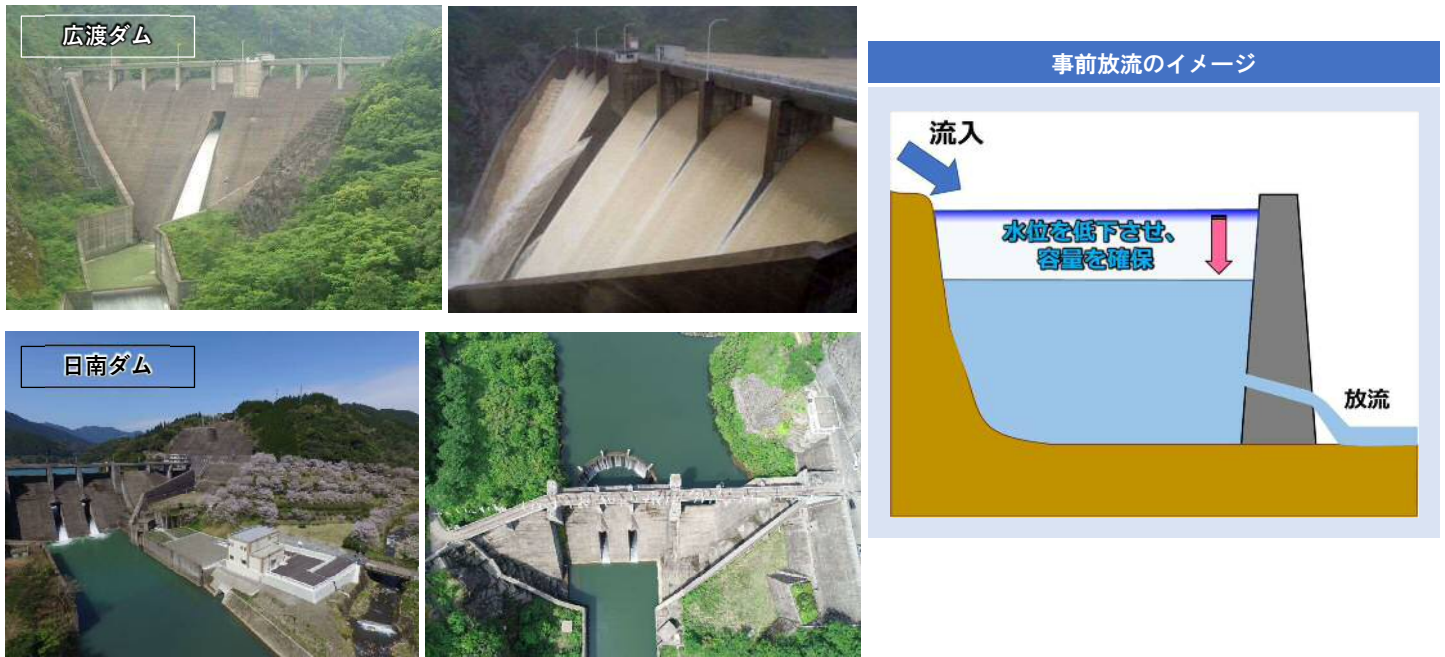 広渡ダム
日南ダム
事前放流のイメージ
流入
水位を低下させ、
容量を確保
放流